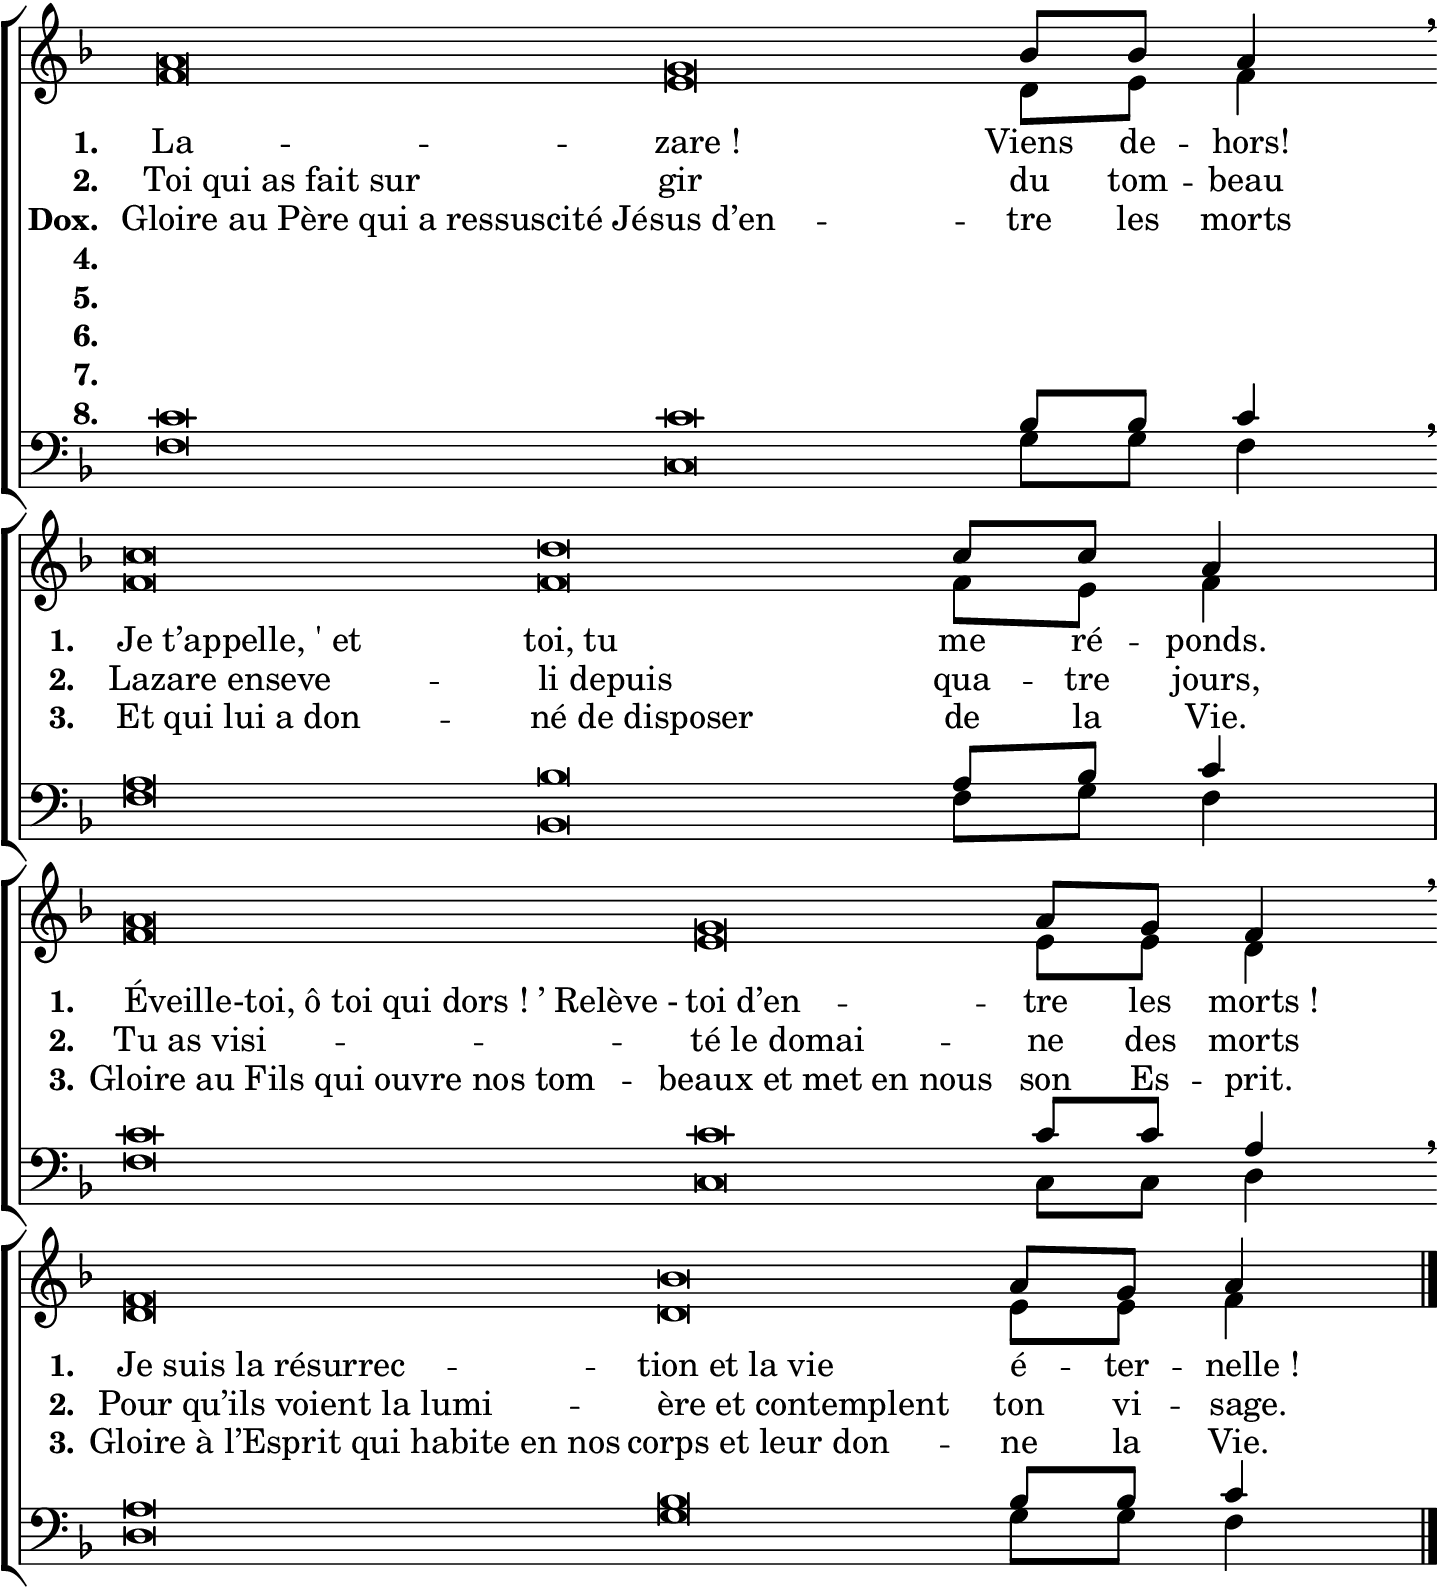 1. La - - - zare ! Viens de - hors!
2. Toi qui as fait sur gir du tom - beau
Dox. Gloire au Père qui a ressuscité Jésus d’en - - tre les morts
4.
5.
6.
7.
8.
1. Je t’appelle, ' et toi, tu me ré - ponds.
2. Lazare enseve - li depuis qua - tre jours,
3. Et qui lui a don - né de disposer de la Vie.
1. Éveille-toi, ô toi qui dors ! ’ Relève - toi d’en - - tre les morts !
2. Tu as visi - - - té le domai - ne des morts
3. Gloire au Fils qui ouvre nos tom - beaux et met en nous son Es - prit.
1. Je suis la résurrec - - tion et la vie é - ter - nelle !
2. Pour qu’ils voient la lumi - ère et contemplent ton vi - sage.
3. Gloire à l’Esprit qui habite en nos corps et leur don - ne la Vie.